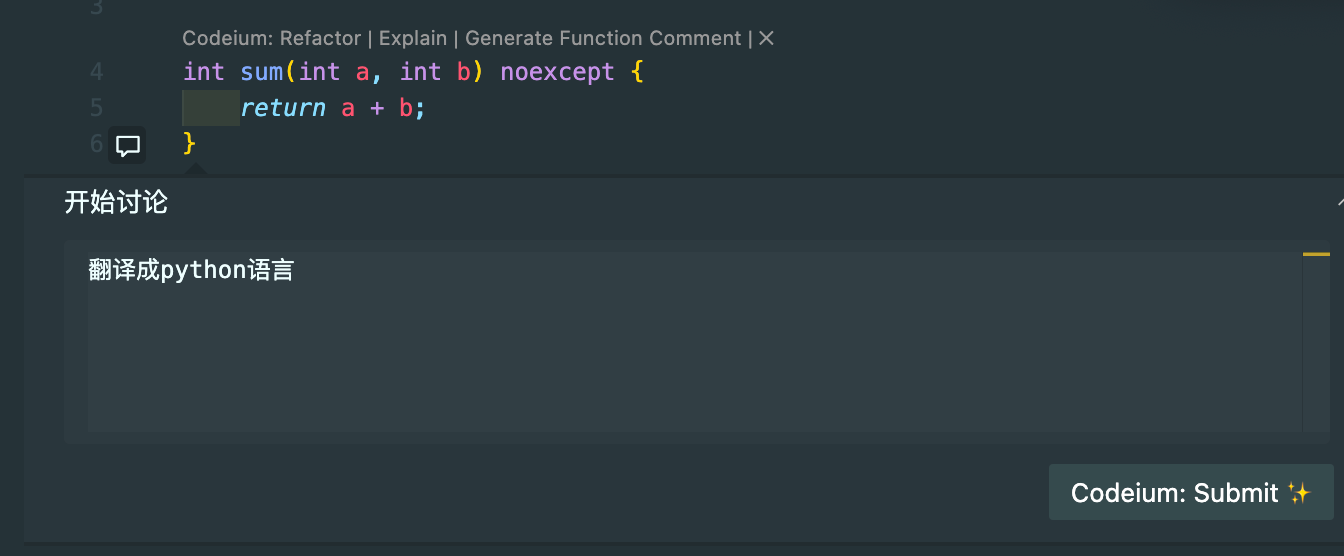 3
Codeium: Refactor | Explain | Generate Function Comment | ×
4 int sum(int a, int b) noexcept {
5 return a + b;
6 }
开始讨论
翻译成python语言
Codeium: Submit ✨